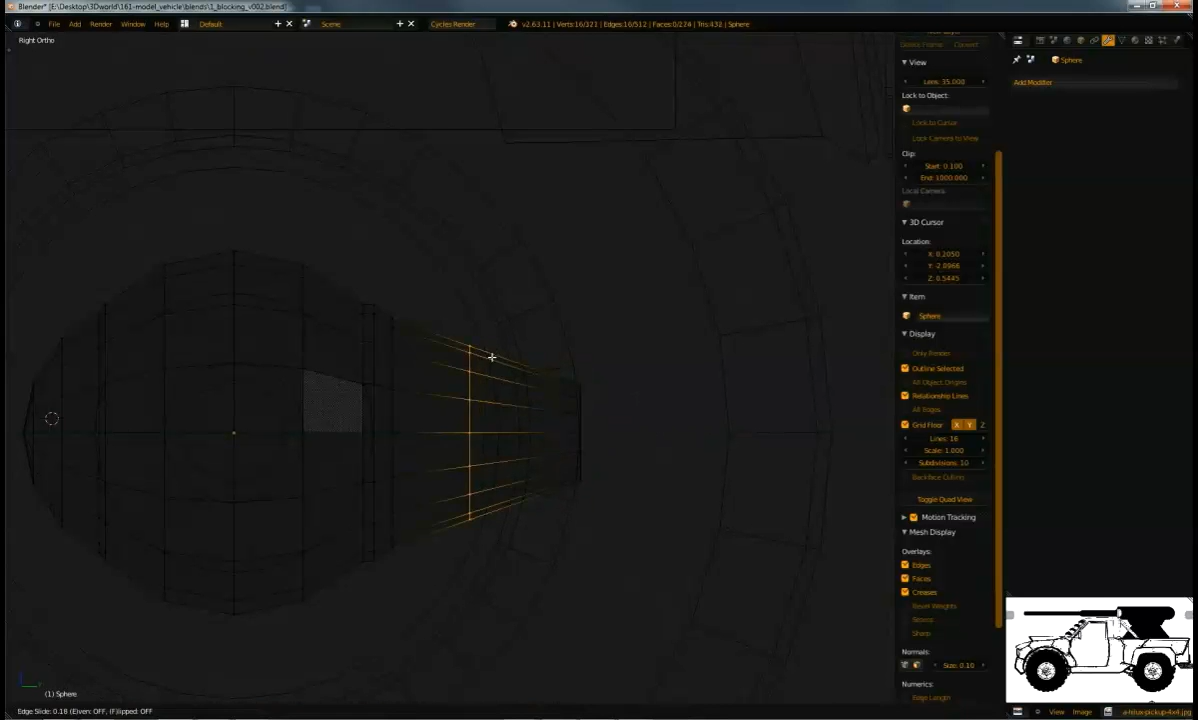 Blender* [E:\Desktop\3Dworld\161-model_vehicle\blends\1_blocking_v002.blend]
File Add Render Window Help Default Scene Cycles Render v2.63.11 | Verts:16/321 | Edges:16/512 | Faces:0/224 | Tris:432 | Sphere
Right Ortho
Convert
View
Lens: 35.000
Lock to Object:
Lock to Cursor
Lock Camera to View
Clip:
Start: 0.100
End: 1000.000
Local Camera:
3D Cursor
Location:
X: 0.2050
Y: -2.0966
Z: 0.5445
Item
Sphere
Display
Only Render
Outline Selected
All Object Origins
Relationship Lines
All Edges
Grid Floor X Y Z
Lines: 16
Scale: 1.000
Subdivisions: 10
Backface Culling
Toggle Quad View
Motion Tracking
Mesh Display
Overlays:
Edges
Faces
Creases
Bevel Weights
Seams
Sharp
Normals:
Size: 0.10
Numerics:
Edge Length
Sphere
Add Modifier
(1) Sphere
Edge Slide: 0.18 (E)ven: OFF, (F)lipped: OFF
View Image